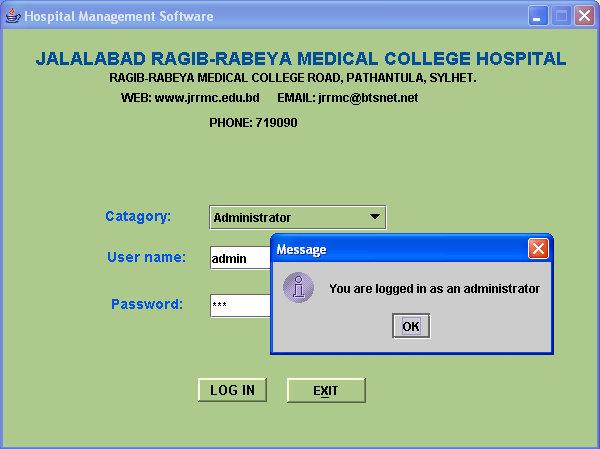 Hospital Management Software
JALALABAD RAGIB-RABEYA MEDICAL COLLEGE HOSPITAL
RAGIB-RABEYA MEDICAL COLLEGE ROAD, PATHANTULA, SYLHET.
WEB: www.jrrmc.edu.bd EMAIL: jrrmc@btsnet.net
PHONE: 719090
Catagory: Administrator
User name: admin
Password: ***
Message
You are logged in as an administrator
OK
LOG IN EXIT